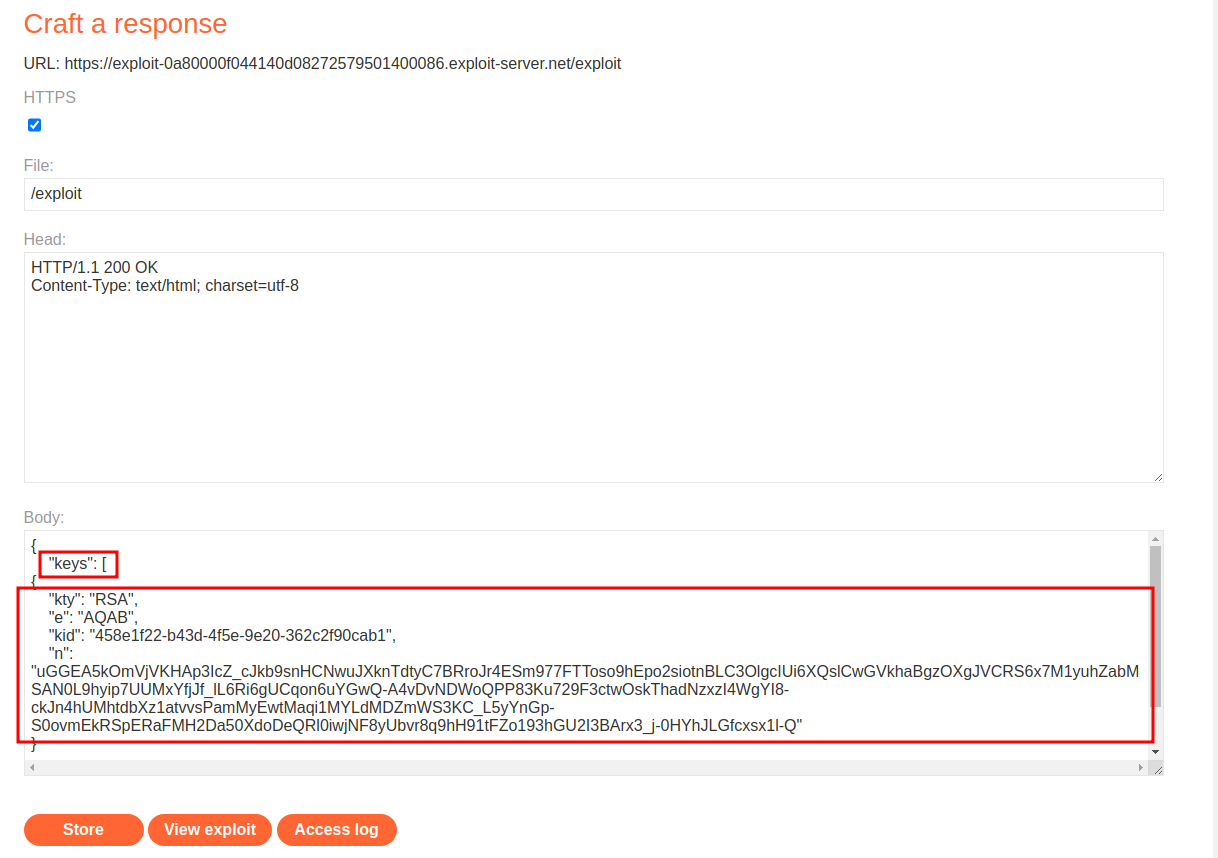 Craft a response
URL: https://exploit-0a80000f044140d08272579501400086.exploit-server.net/exploit
HTTPS
File:
/exploit
Head:
HTTP/1.1 200 OK
Content-Type: text/html; charset=utf-8
Body:
{
"keys": [
{
"kty": "RSA",
"e": "AQAB",
"kid": "458e1f22-b43d-4f5e-9e20-362c2f90cab1",
"n":
"uGGEA5kOmVjVKHAp3IcZ_cJkb9snHCNwuJXknTdtyC7BRroJr4ESm977FTToso9hEpo2siotnBLC3OlgcIUi6XQslCwGVkhaBgzOXgJVCRS6x7M1yuhZabM
SAN0L9hyip7UUMxYfjJf_lL6Ri6gUCqon6uYGwQ-A4vDvNDWoQPP83Ku729F3ctwOskThadNzxzI4WgYI8-
ckJn4hUMhtdbXz1atvvsPamMyEwtMaqi1MYLdMDZmWS3KC_L5yYnGp-
S0ovmEkRSpERaFMH2Da50XdoDeQRl0iwjNF8yUbvr8q9hH91tFZo193hGU2I3BArx3_j-0HYhJLGfcxsx1l-Q"
}
Store
View exploit
Access log